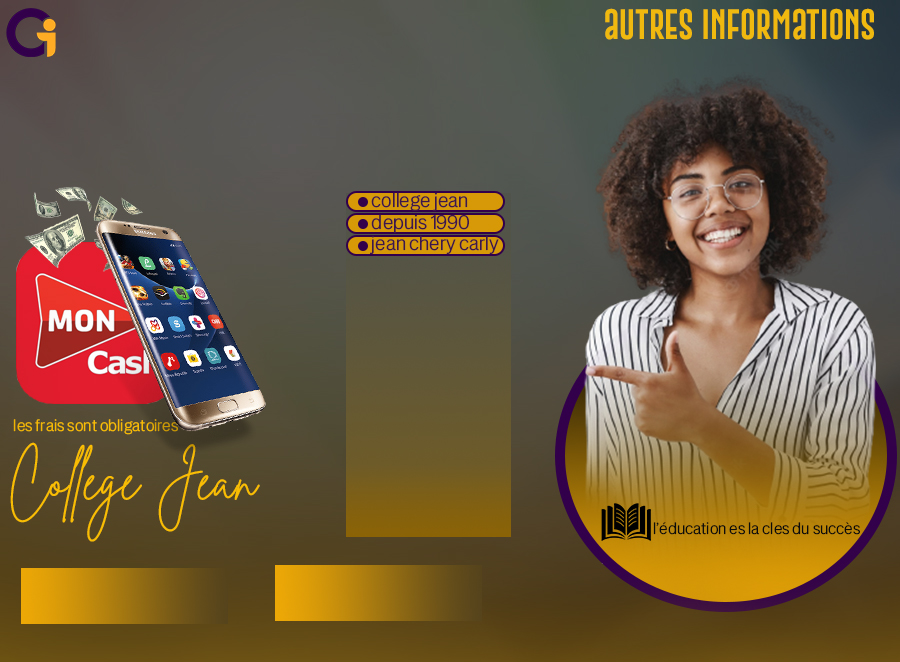 AUTRES INFORMATIONS
college jean
depuis 1990
jean chery carly
MON
Cash
les frais sont obligatoires
College Jean
l'éducation es la cles du succès